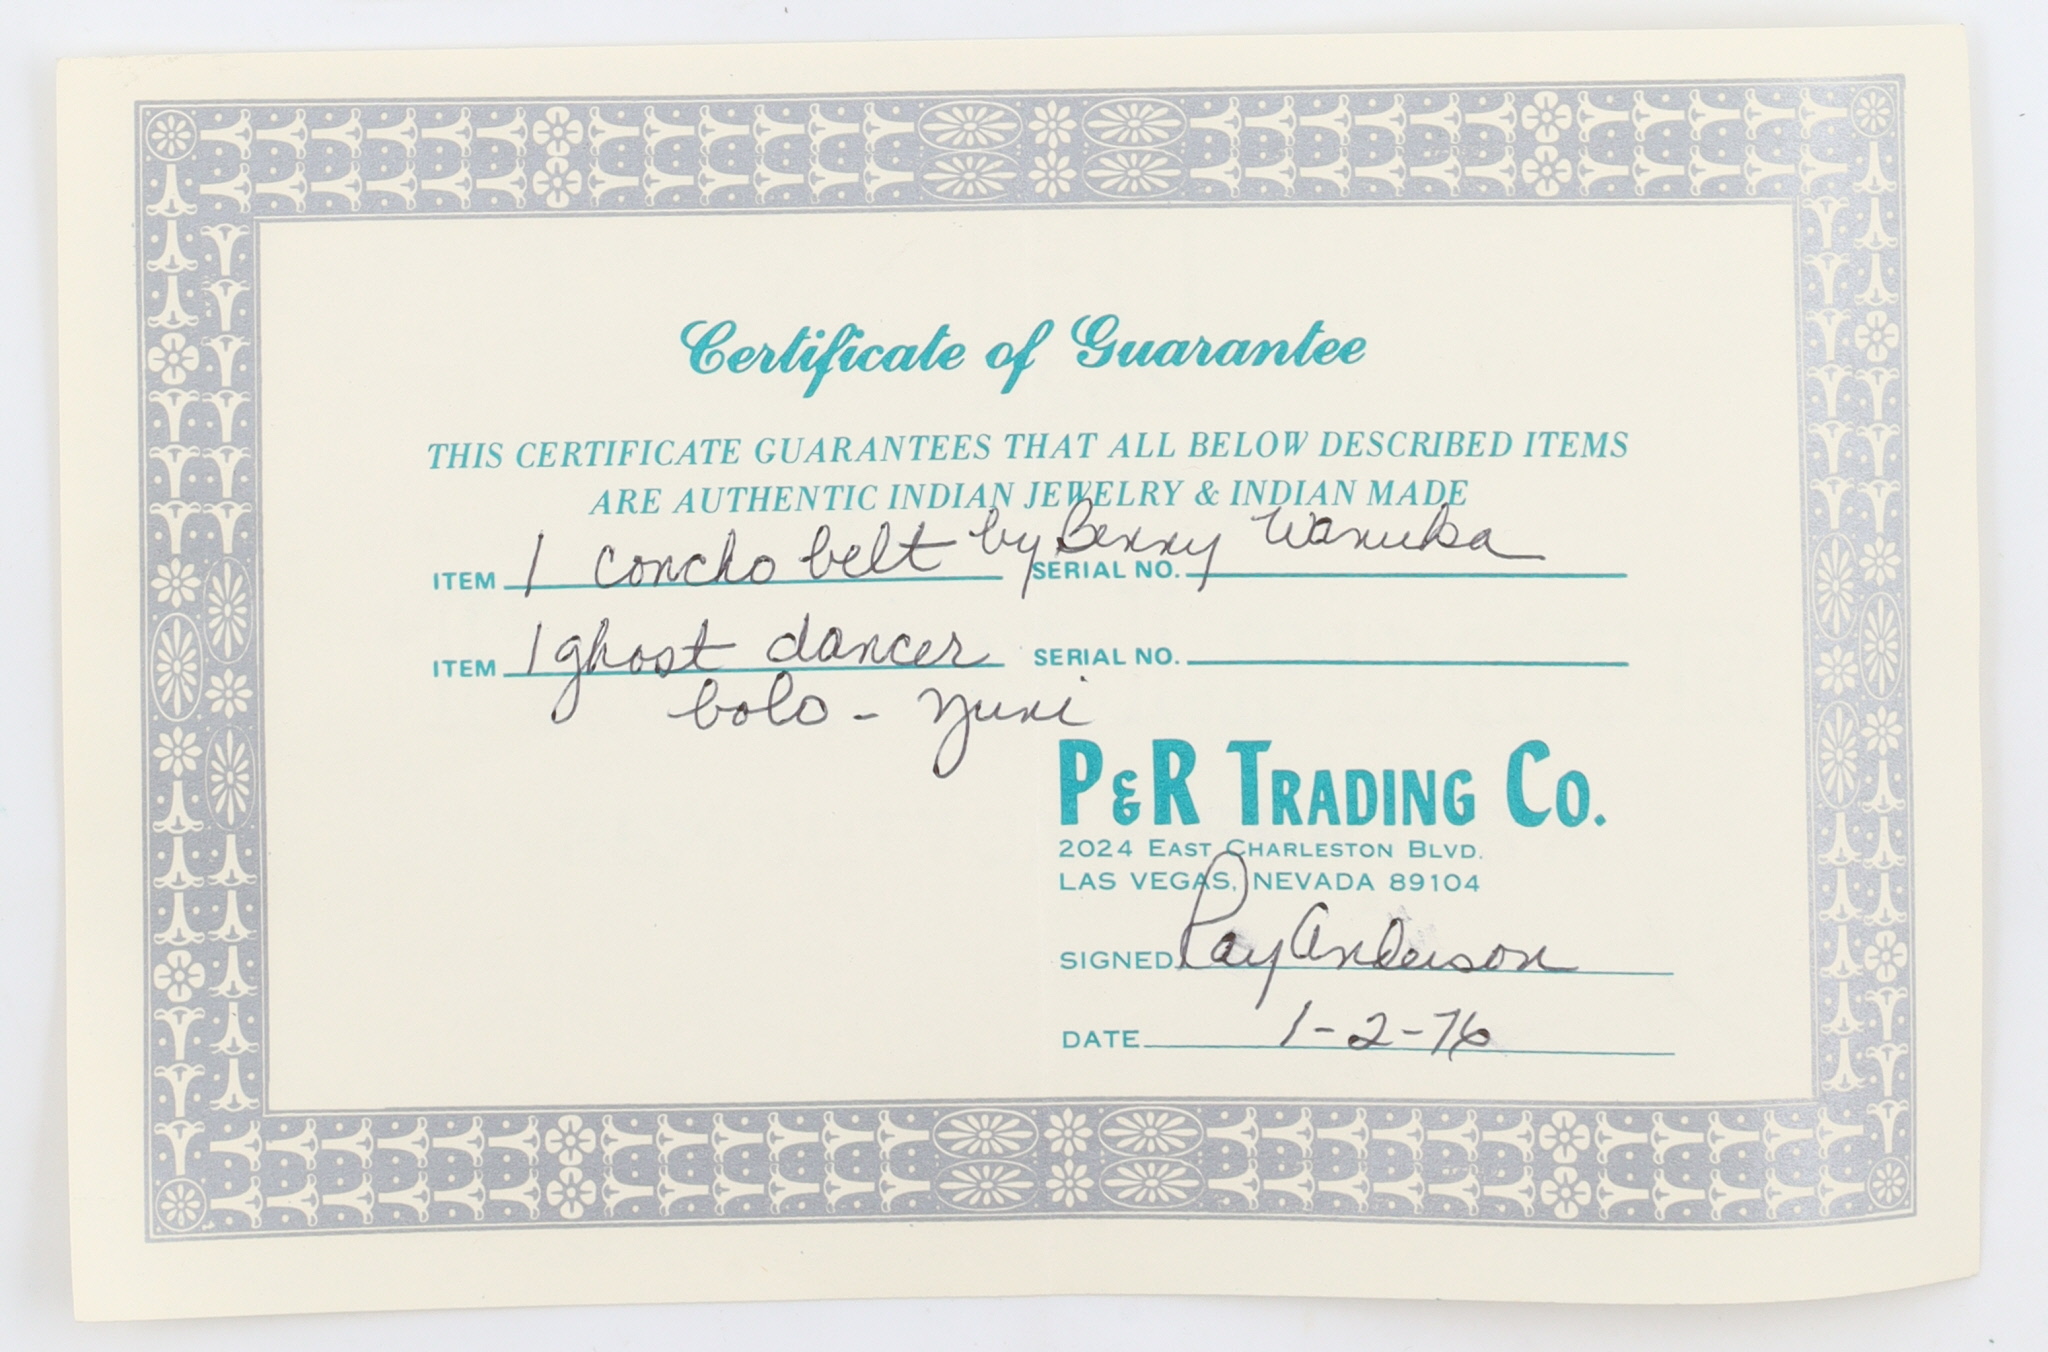 Certificate of Guarantee
THIS CERTIFICATE GUARANTEES THAT ALL BELOW DESCRIBED ITEMS
ARE AUTHENTIC INDIAN JEWELRY & INDIAN MADE
ITEM 1 concho belt by Benny Wanuka SERIAL NO.
ITEM 1 ghost dancer SERIAL NO.
bolo - Zuni
P&R TRADING CO.
2024 EAST CHARLESTON BLVD.
LAS VEGAS, NEVADA 89104
SIGNED Ray Anderson
DATE 1-2-76